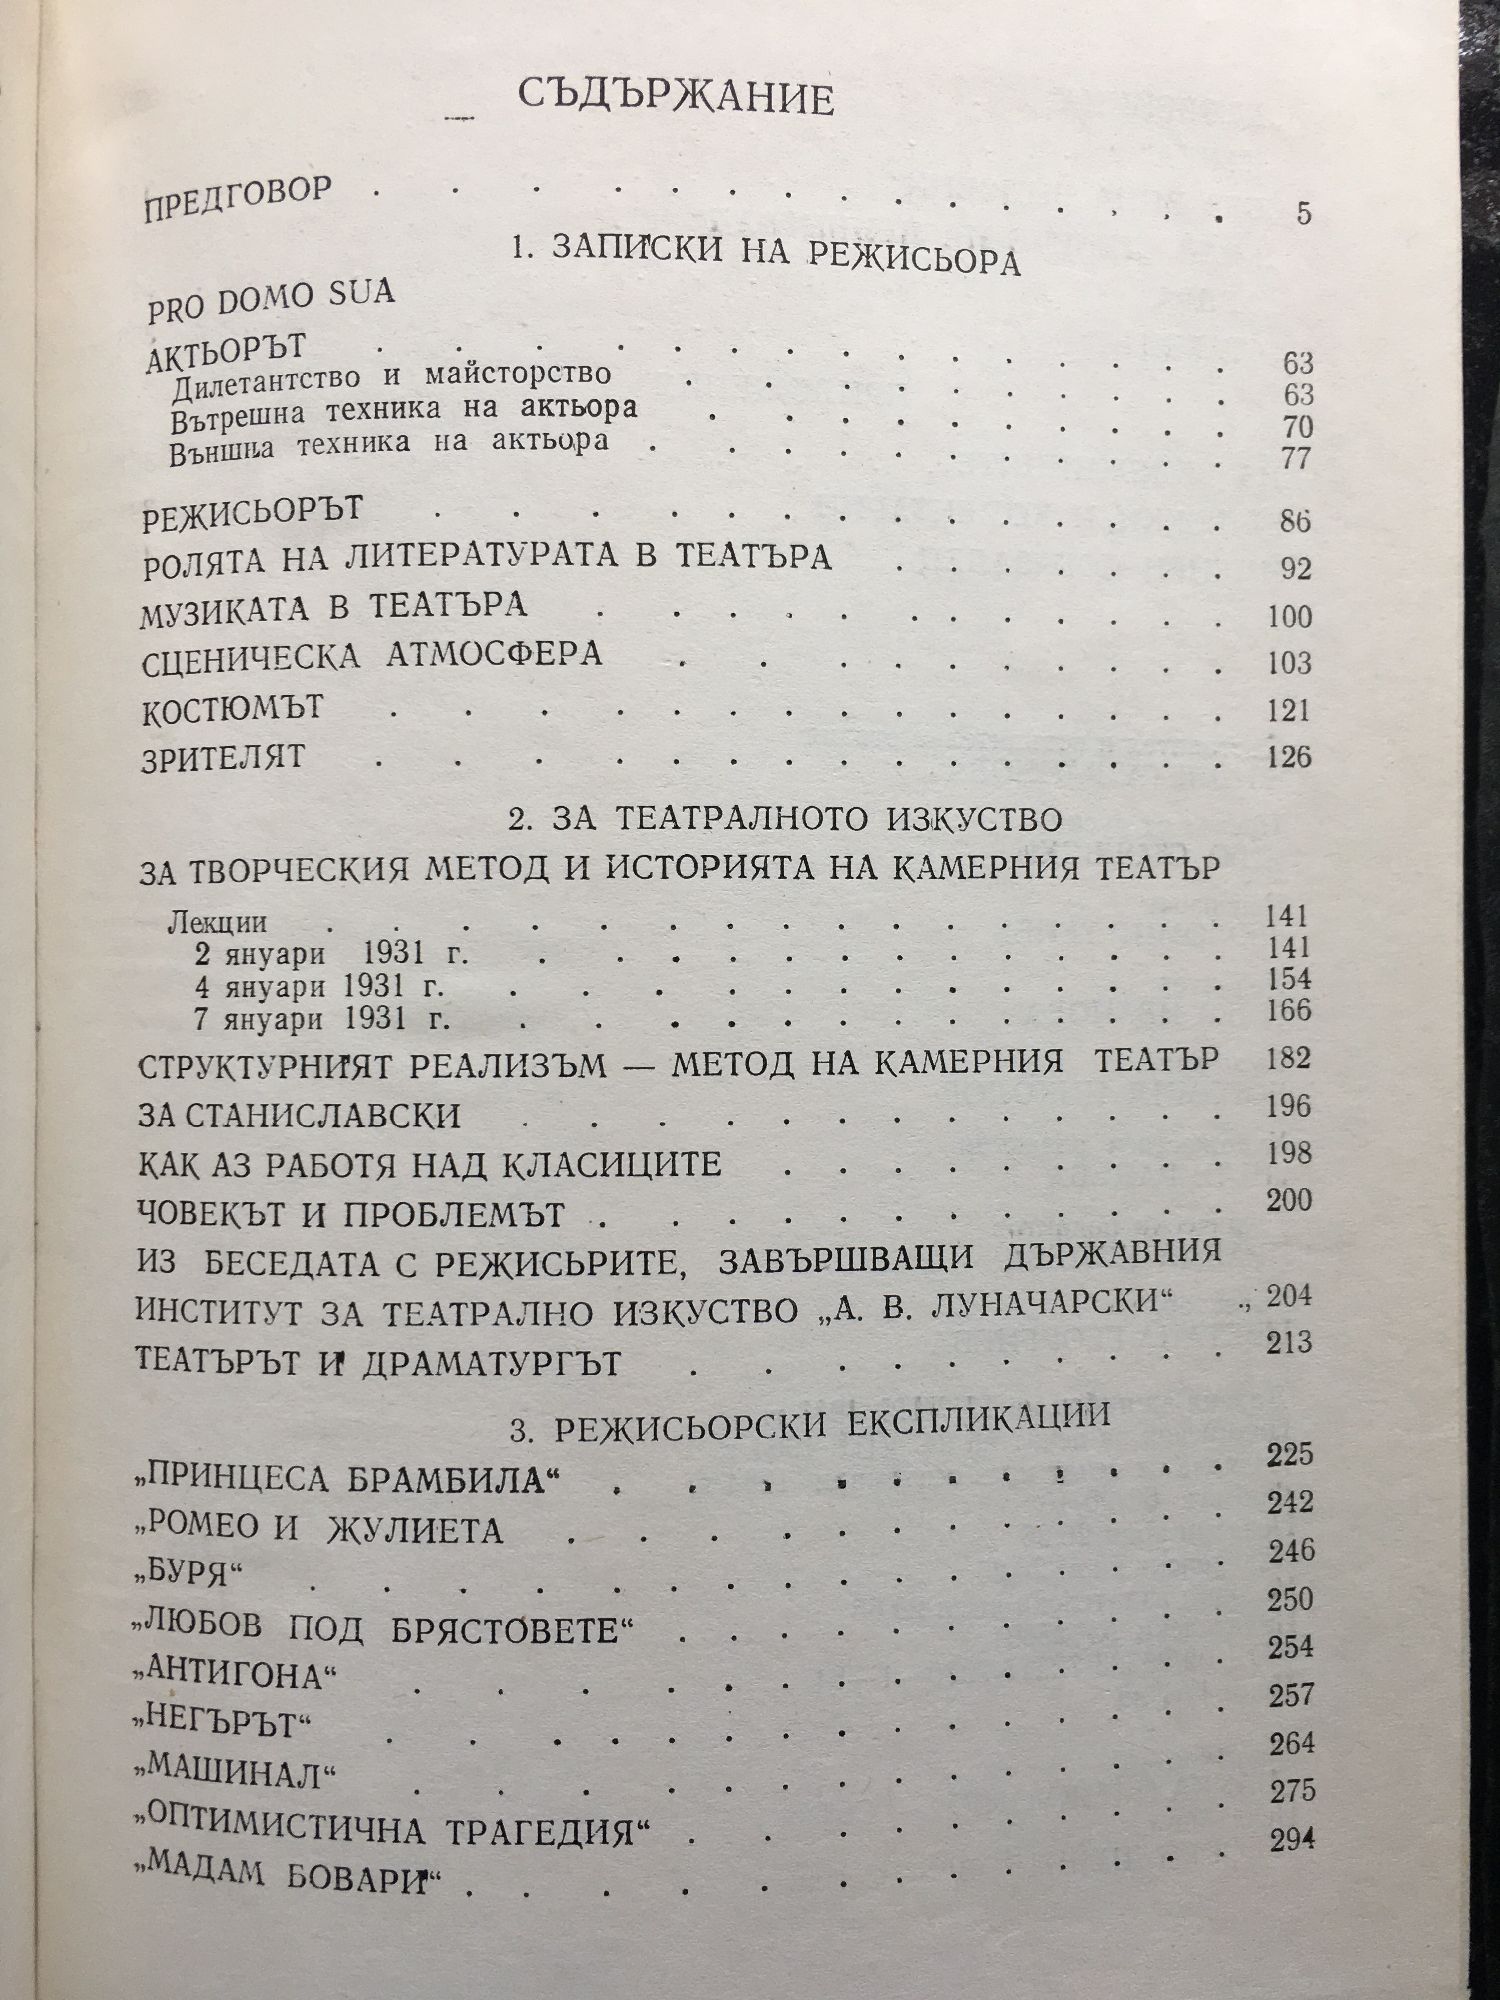 СЪДЪРЖАНИЕ
ПРЕДГОВОР . . . . . . . . . . . . . . 5
1. ЗАПИСКИ НА РЕЖИСЬОРА
PRO DOMO SUA
АКТЬОРЪТ . . . . . . . . . . . . . . 63
Дилетантство и майсторство . . . . . . . . . 63
Вътрешна техника на актьора . . . . . . . . . 70
Външна техника на актьора . . . . . . . . . . 77
РЕЖИСЬОРЪТ . . . . . . . . . . . . . 86
РОЛЯТА НА ЛИТЕРАТУРАТА В ТЕАТЪРА . . . . . . . 92
МУЗИКАТА В ТЕАТЪРА . . . . . . . . . . 100
СЦЕНИЧЕСКА АТМОСФЕРА . . . . . . . . . 103
КОСТЮМЪТ . . . . . . . . . . . . . . 121
ЗРИТЕЛЯТ . . . . . . . . . . . . . . 126
2. ЗА ТЕАТРАЛНОТО ИЗКУСТВО
ЗА ТВОРЧЕСКИЯ МЕТОД И ИСТОРИЯТА НА КАМЕРНИЯ ТЕАТЪР
Лекции . . . . . . . . . . . . . . 141
2 януари 1931 г. . . . . . . . . . . . 141
4 януари 1931 г. . . . . . . . . . . . 154
7 януари 1931 г. . . . . . . . . . . . 166
СТРУКТУРНИЯТ РЕАЛИЗЪМ — МЕТОД НА КАМЕРНИЯ ТЕАТЪР 182
ЗА СТАНИСЛАВСКИ . . . . . . . . . . . 196
КАК АЗ РАБОТЯ НАД КЛАСИЦИТЕ . . . . . . . . 198
ЧОВЕКЪТ И ПРОБЛЕМЪТ . . . . . . . . . . 200
ИЗ БЕСЕДАТА С РЕЖИСЬРИТЕ, ЗАВЪРШВАЩИ ДЪРЖАВНИЯ
ИНСТИТУТ ЗА ТЕАТРАЛНО ИЗКУСТВО „А. В. ЛУНАЧАРСКИ“ ., 204
ТЕАТЪРЪТ И ДРАМАТУРГЪТ . . . . . . . . . 213
3. РЕЖИСЬОРСКИ ЕКСПЛИКАЦИИ
„ПРИНЦЕСА БРАМБИЛА“ . . . . . . . . . . 225
„РОМЕО И ЖУЛИЕТА . . . . . . . . . . 242
„БУРЯ“ . . . . . . . . . . . . . . . 246
„ЛЮБОВ ПОД БРЯСТОВЕТЕ“ . . . . . . . . . . 250
„АНТИГОНА“ . . . . . . . . . . . . . 254
„НЕГЪРЪТ“ . . . . . . . . . . . . . 257
„МАШИНАЛ“ . . . . . . . . . . . . . 264
„ОПТИМИСТИЧНА ТРАГЕДИЯ“ . . . . . . . . . 275
„МАДАМ БОВАРИ“ . . . . . . . . . . . . 294